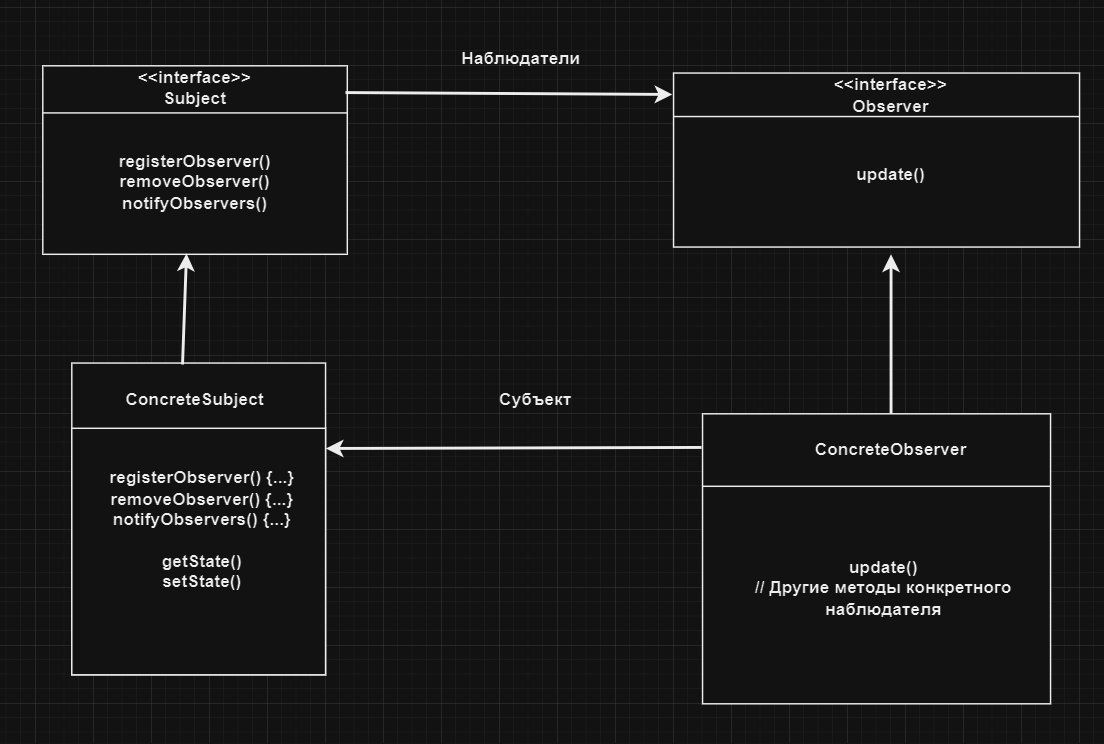 Наблюдатели
<<interface>>
Subject
registerObserver()
removeObserver()
notifyObservers()
<<interface>>
Observer
update()
ConcreteSubject
registerObserver() {...}
removeObserver() {...}
notifyObservers() {...}
getState()
setState()
Субъект
ConcreteObserver
update()
// Другие методы конкретного
наблюдателя